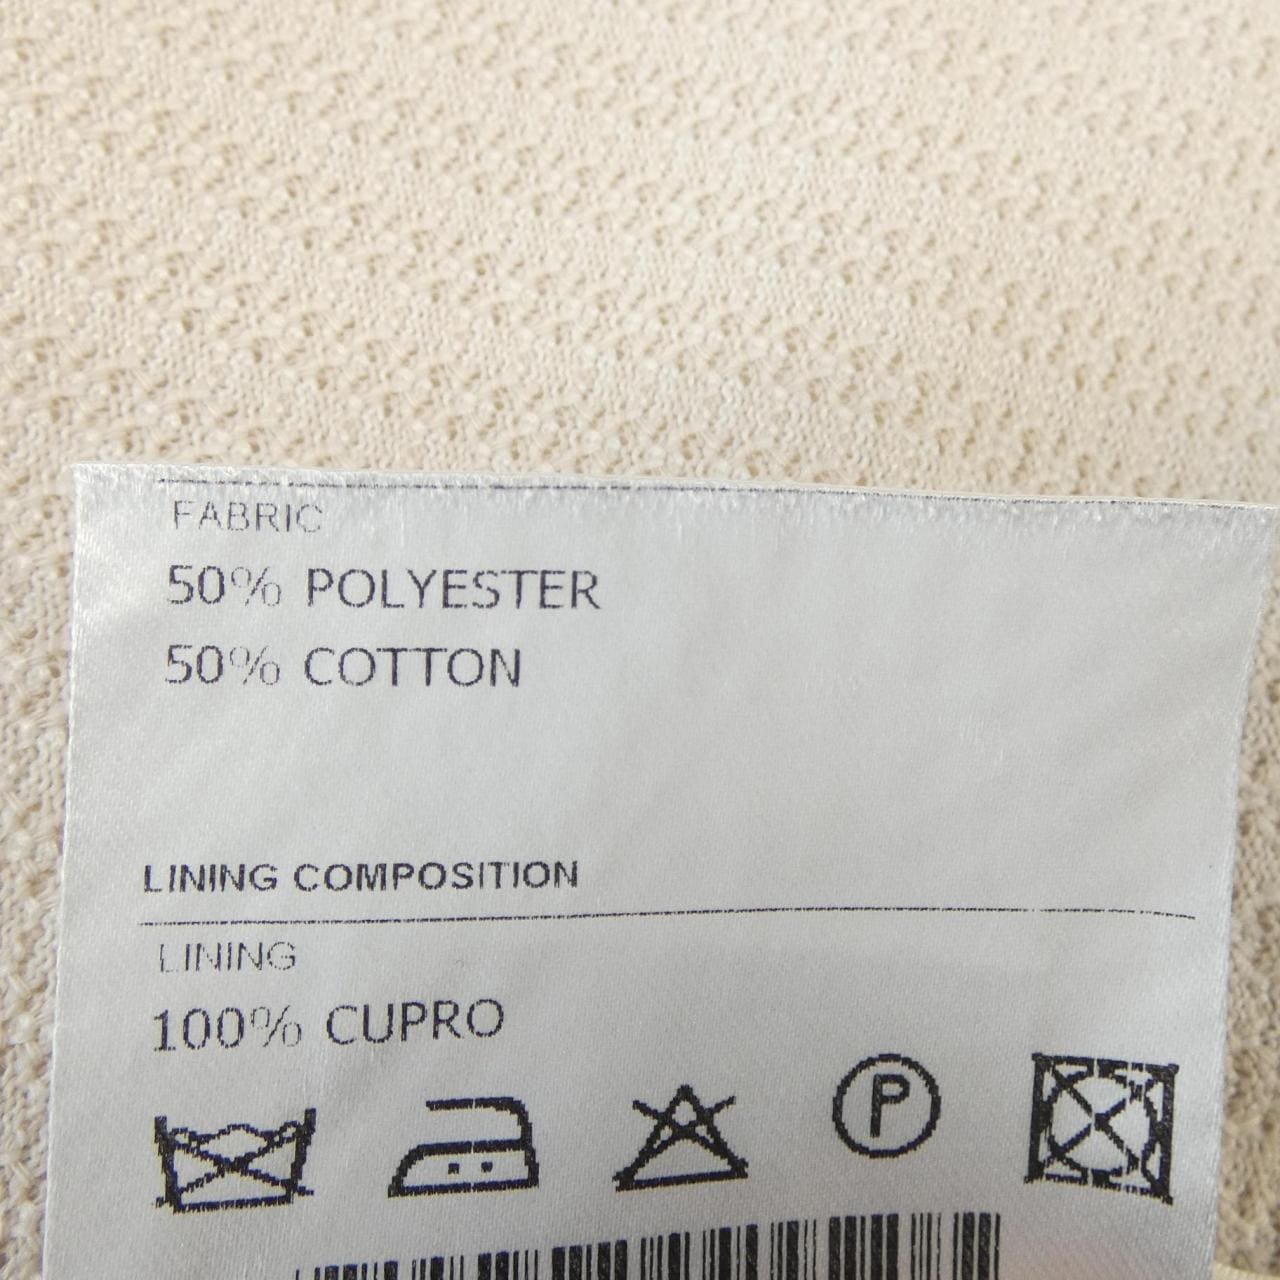 FABRIC
50% POLYESTER
50% COTTON
LINING COMPOSITION
LINING
100% CUPRO
P